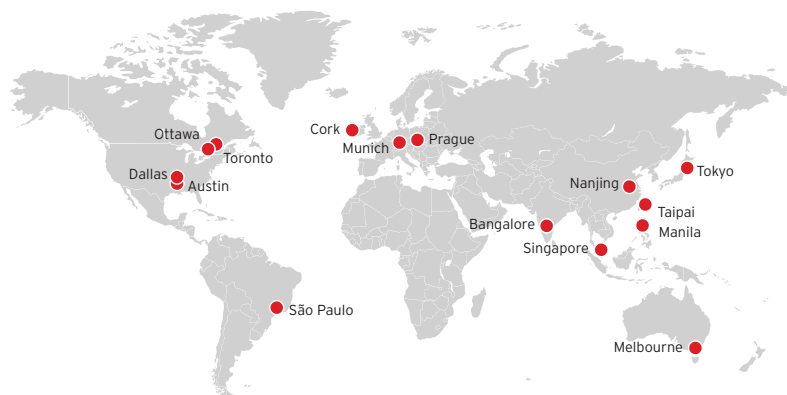 Ottawa
Toronto
Dallas
Austin
São Paulo
Cork
Munich
Prague
Nanjing
Tokyo
Taipai
Manila
Bangalore
Singapore
Melbourne